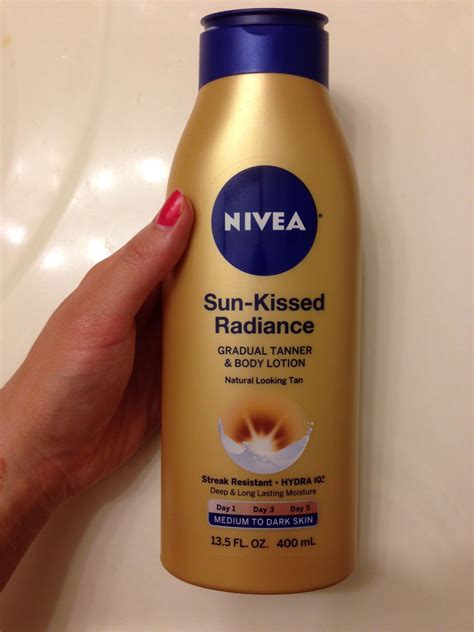 NIVEA®
Sun-Kissed
Radiance
GRADUAL TANNER
& BODY LOTION
Natural Looking Tan
Streak Resistant • HYDRA IQ
Deep & Long Lasting Moisture
Day 1 Day 3 Day 5
MEDIUM TO DARK SKIN
13.5 FL. OZ. 400 mL